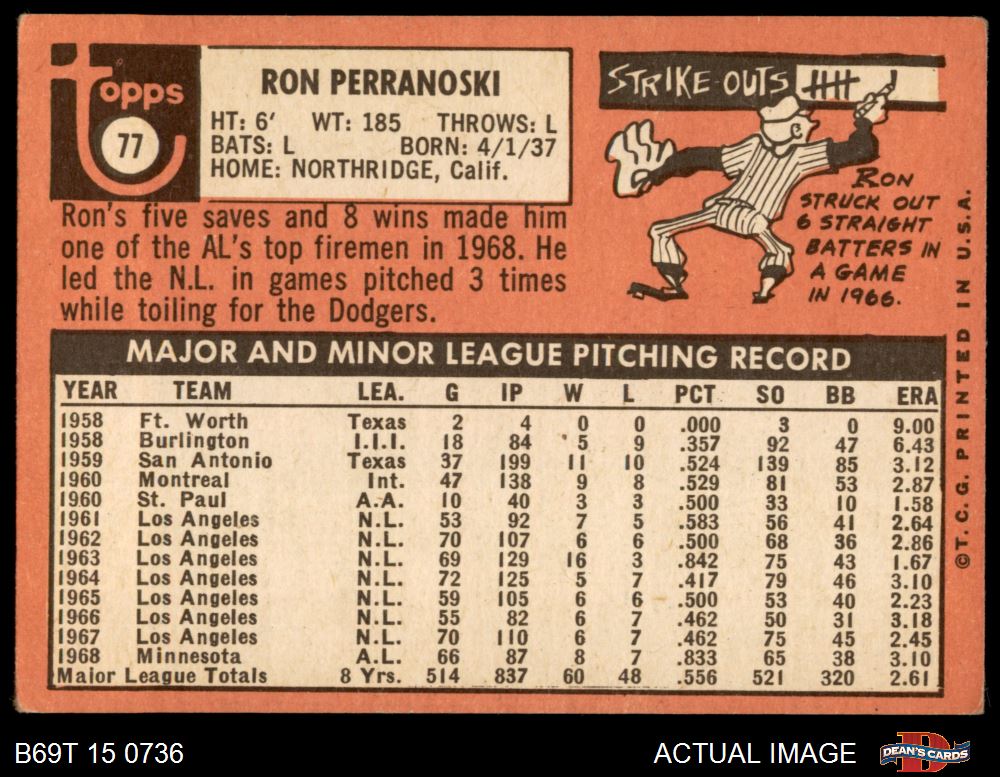 topps
77
RON PERRANOSKI
HT: 6' WT: 185 THROWS: L
BATS: L BORN: 4/1/37
HOME: NORTHRIDGE, Calif.
Ron's five saves and 8 wins made him
one of the AL's top firemen in 1968. He
led the N.L. in games pitched 3 times
while toiling for the Dodgers.
STRIKE-OUTS
RON
STRUCK OUT
6 STRAIGHT
BATTERS IN
A GAME
IN 1966.
MAJOR AND MINOR LEAGUE PITCHING RECORD
YEAR TEAM LEA. G IP W L PCT SO BB ERA
1958 Ft. Worth Texas 2 4 0 0 .000 3 0 9.00
1958 Burlington I.I.I. 18 84 5 9 .357 92 47 6.43
1959 San Antonio Texas 37 199 11 10 .524 139 85 3.12
1960 Montreal Int. 47 138 9 8 .529 81 53 2.87
1960 St. Paul A.A. 10 40 3 3 .500 33 10 1.58
1961 Los Angeles N.L. 53 92 7 5 .583 56 41 2.64
1962 Los Angeles N.L. 70 107 6 6 .500 68 36 2.86
1963 Los Angeles N.L. 69 129 16 3 .842 75 43 1.67
1964 Los Angeles N.L. 72 125 5 7 .417 79 46 3.10
1965 Los Angeles N.L. 59 105 6 6 .500 53 40 2.23
1966 Los Angeles N.L. 55 82 6 7 .462 50 31 3.18
1967 Los Angeles N.L. 70 110 6 7 .462 75 45 2.45
1968 Minnesota A.L. 66 87 8 7 .833 65 38 3.10
Major League Totals 8 Yrs. 514 837 60 48 .556 521 320 2.61
©T. C. G. PRINTED IN U.S.A.
B69T 15 0736
ACTUAL IMAGE
D
DEAN'S CARDS